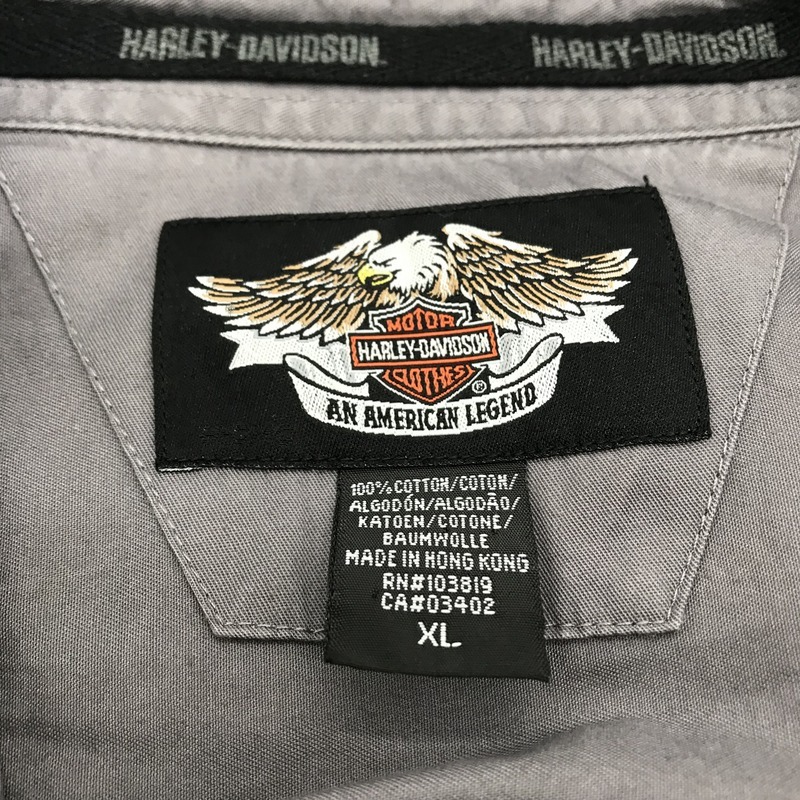 HARLEY-DAVIDSON™ HARLEY-DAVIDSON.
MOTOR
HARLEY-DAVIDSON
CLOTHES
®
AN AMERICAN LEGEND
100% COTTON/COTON/
ALGODÓN/ALGODÃO/
KATOEN/COTONE/
BAUMWOLLE
MADE IN HONG KONG
RN#103819
CA#03402
XL